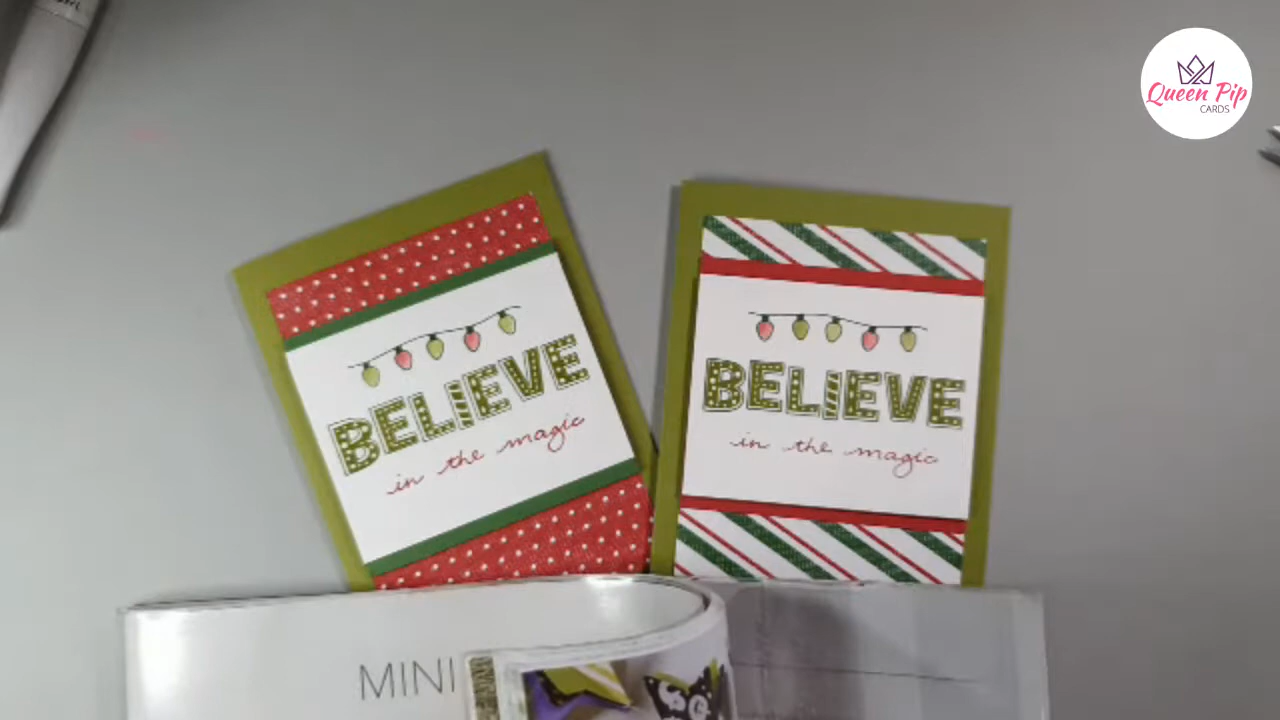 Queen Pip
CARDS
BELIEVE
in the magic
BELIEVE
in the magic
MINI